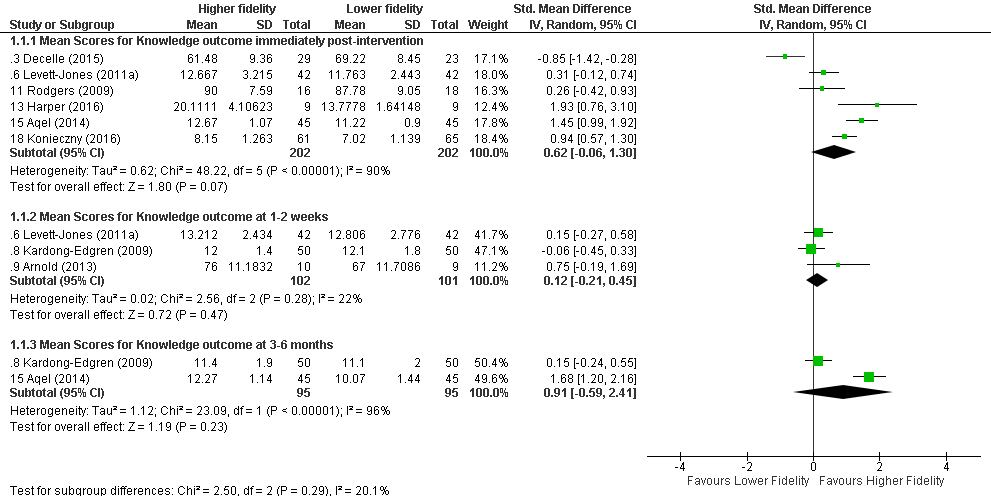 Higher fidelity Lower fidelity Std. Mean Difference Std. Mean Difference
Study or Subgroup Mean SD Total Mean SD Total Weight IV, Random, 95% CI IV, Random, 95% CI
1.1.1 Mean Scores for Knowledge outcome immediately post-intervention
.3 Decelle (2015) 61.48 9.36 29 69.22 8.45 23 17.1% -0.85 [-1.42, -0.28]
.6 Levett-Jones (2011a) 12.667 3.215 42 11.763 2.443 42 18.0% 0.31 [-0.12, 0.74]
11 Rodgers (2009) 90 7.59 16 87.78 9.05 18 16.3% 0.26 [-0.42, 0.93]
13 Harper (2016) 20.1111 4.10623 9 13.7778 1.64148 9 12.4% 1.93 [0.76, 3.10]
15 Aqel (2014) 12.67 1.07 45 11.22 0.9 45 17.8% 1.45 [0.99, 1.92]
18 Konieczny (2016) 8.15 1.263 61 7.02 1.139 65 18.4% 0.94 [0.57, 1.30]
Subtotal (95% CI) 202 202 100.0% 0.62 [-0.06, 1.30]
Heterogeneity: Tau² = 0.62; Chi² = 48.22, df = 5 (P < 0.00001); I² = 90%
Test for overall effect: Z = 1.80 (P = 0.07)
1.1.2 Mean Scores for Knowledge outcome at 1-2 weeks
.6 Levett-Jones (2011a) 13.212 2.434 42 12.806 2.776 42 41.7% 0.15 [-0.27, 0.58]
.8 Kardong-Edgren (2009) 12 1.4 50 12.1 1.8 50 47.1% -0.06 [-0.45, 0.33]
.9 Arnold (2013) 76 11.1832 10 67 11.7086 9 11.2% 0.75 [-0.19, 1.69]
Subtotal (95% CI) 102 101 100.0% 0.12 [-0.21, 0.45]
Heterogeneity: Tau² = 0.02; Chi² = 2.56, df = 2 (P = 0.28); I² = 22%
Test for overall effect: Z = 0.72 (P = 0.47)
1.1.3 Mean Scores for Knowledge outcome at 3-6 months
.8 Kardong-Edgren (2009) 11.4 1.9 50 11.1 2 50 50.4% 0.15 [-0.24, 0.55]
15 Aqel (2014) 12.27 1.14 45 10.07 1.44 45 49.6% 1.68 [1.20, 2.16]
Subtotal (95% CI) 95 95 100.0% 0.91 [-0.59, 2.41]
Heterogeneity: Tau² = 1.12; Chi² = 23.09, df = 1 (P < 0.00001); I² = 96%
Test for overall effect: Z = 1.19 (P = 0.23)
-4 -2 0 2 4
Favours Lower Fidelity Favours Higher Fidelity
Test for subgroup differences: Chi² = 2.50, df = 2 (P = 0.29), I² = 20.1%